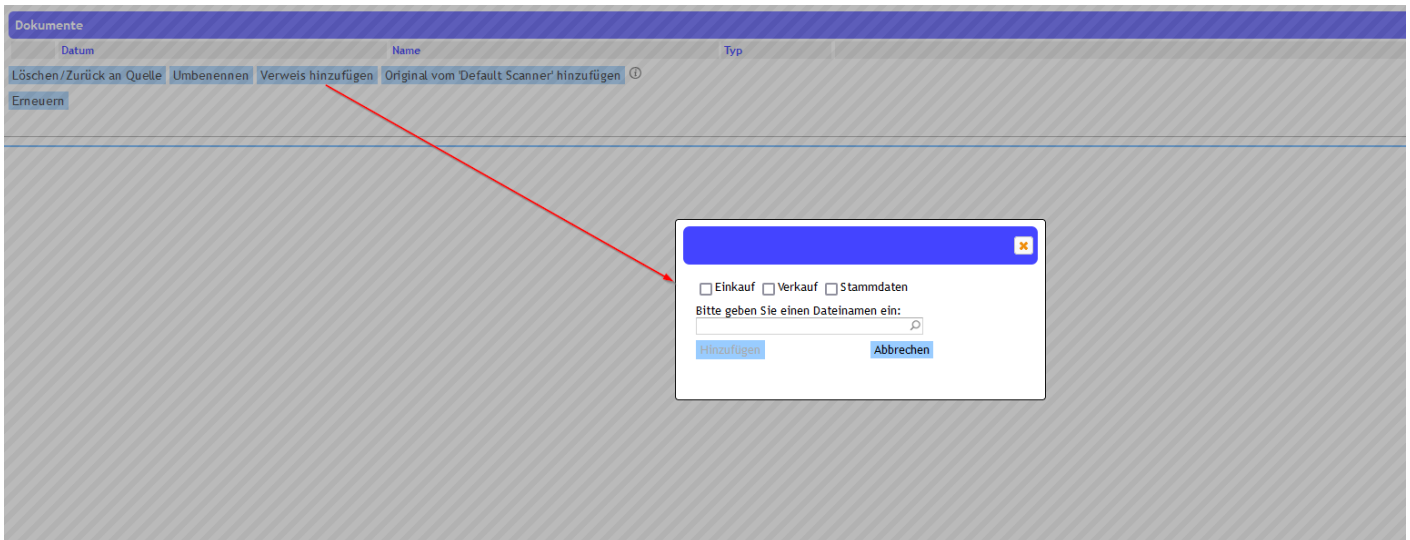 Dokumente
Datum Name Typ
Löschen/Zurück an Quelle Umbenennen Verweis hinzufügen Original vom 'Default Scanner' hinzufügen
Erneuern
Einkauf Verkauf Stammdaten
Bitte geben Sie einen Dateinamen ein:
Hinzufügen Abbrechen